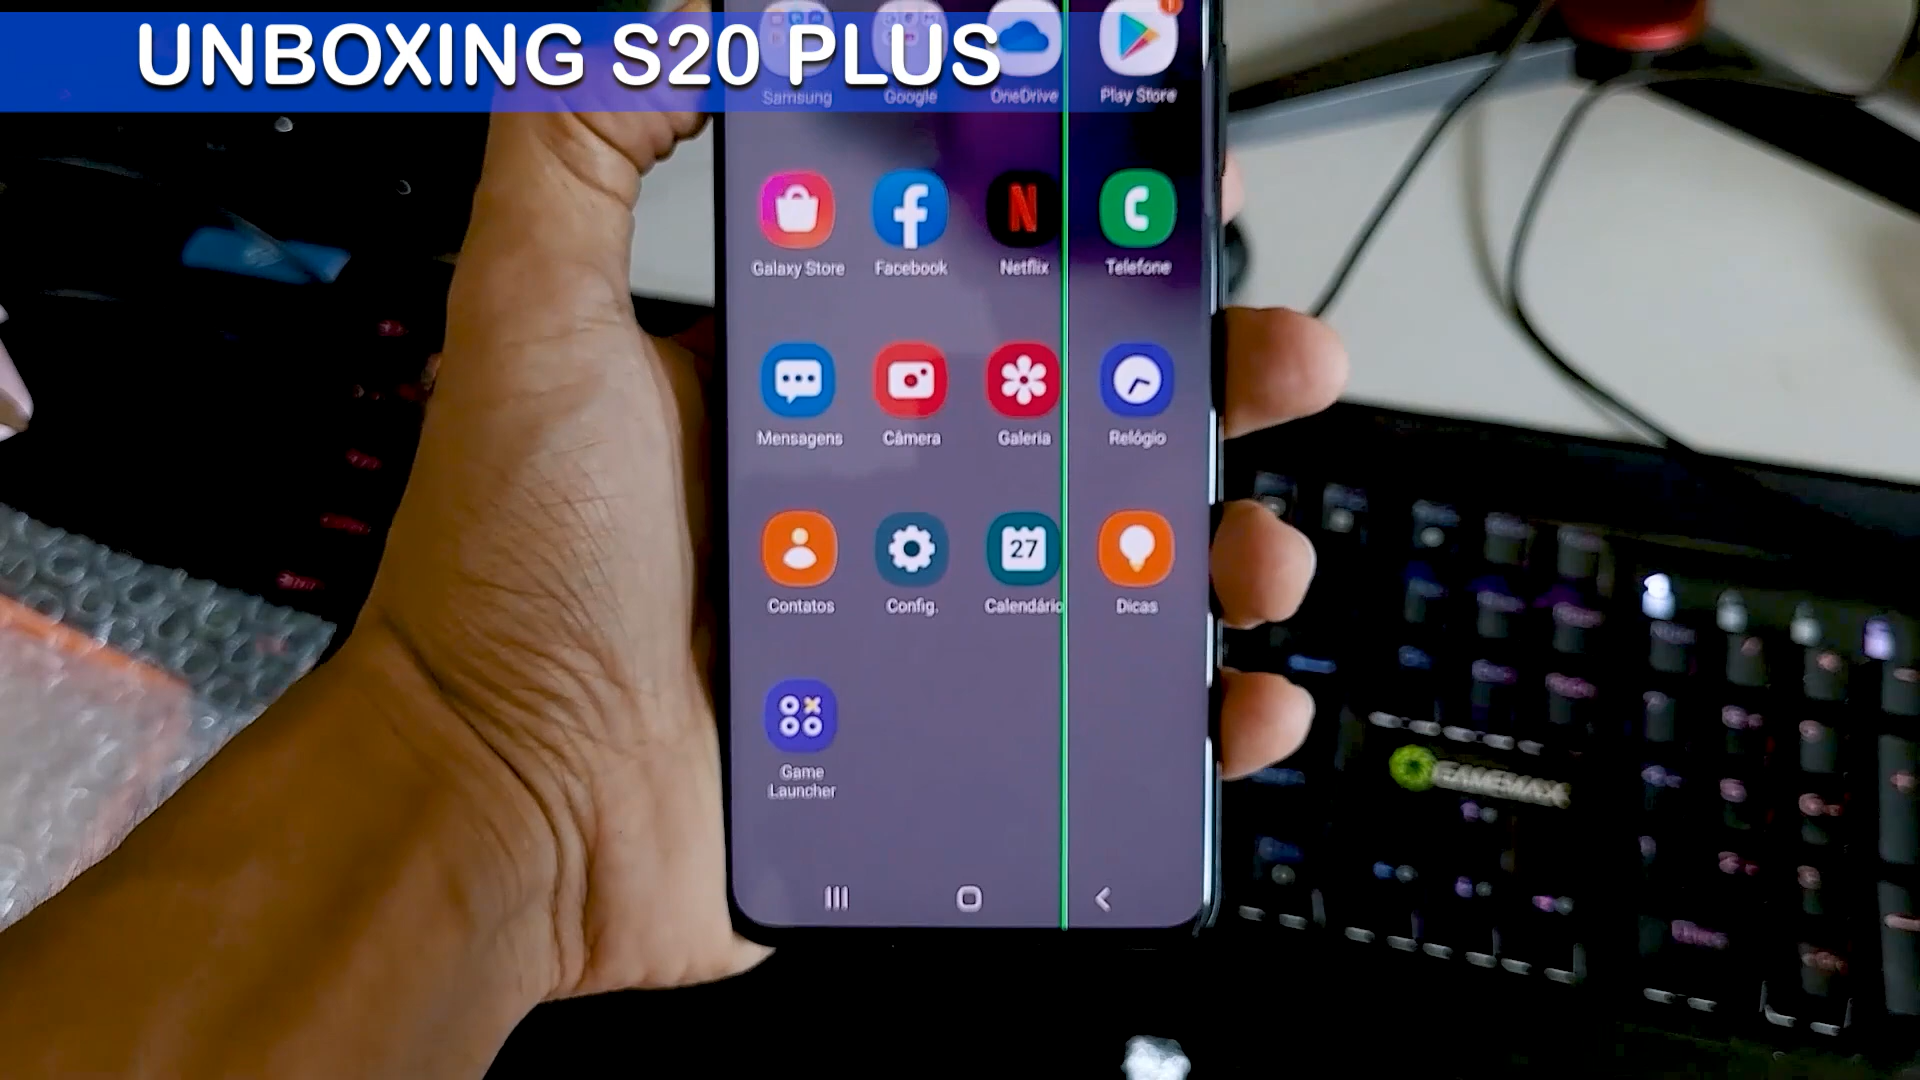 UNBOXING S20 PLUS
Samsung Google OneDrive Play Store
Galaxy Store Facebook Netflix Telefone
Mensagens Câmera Galeria Relógio
27
Contatos Config. Calendário Dicas
Game
Launcher
GAMEMAX